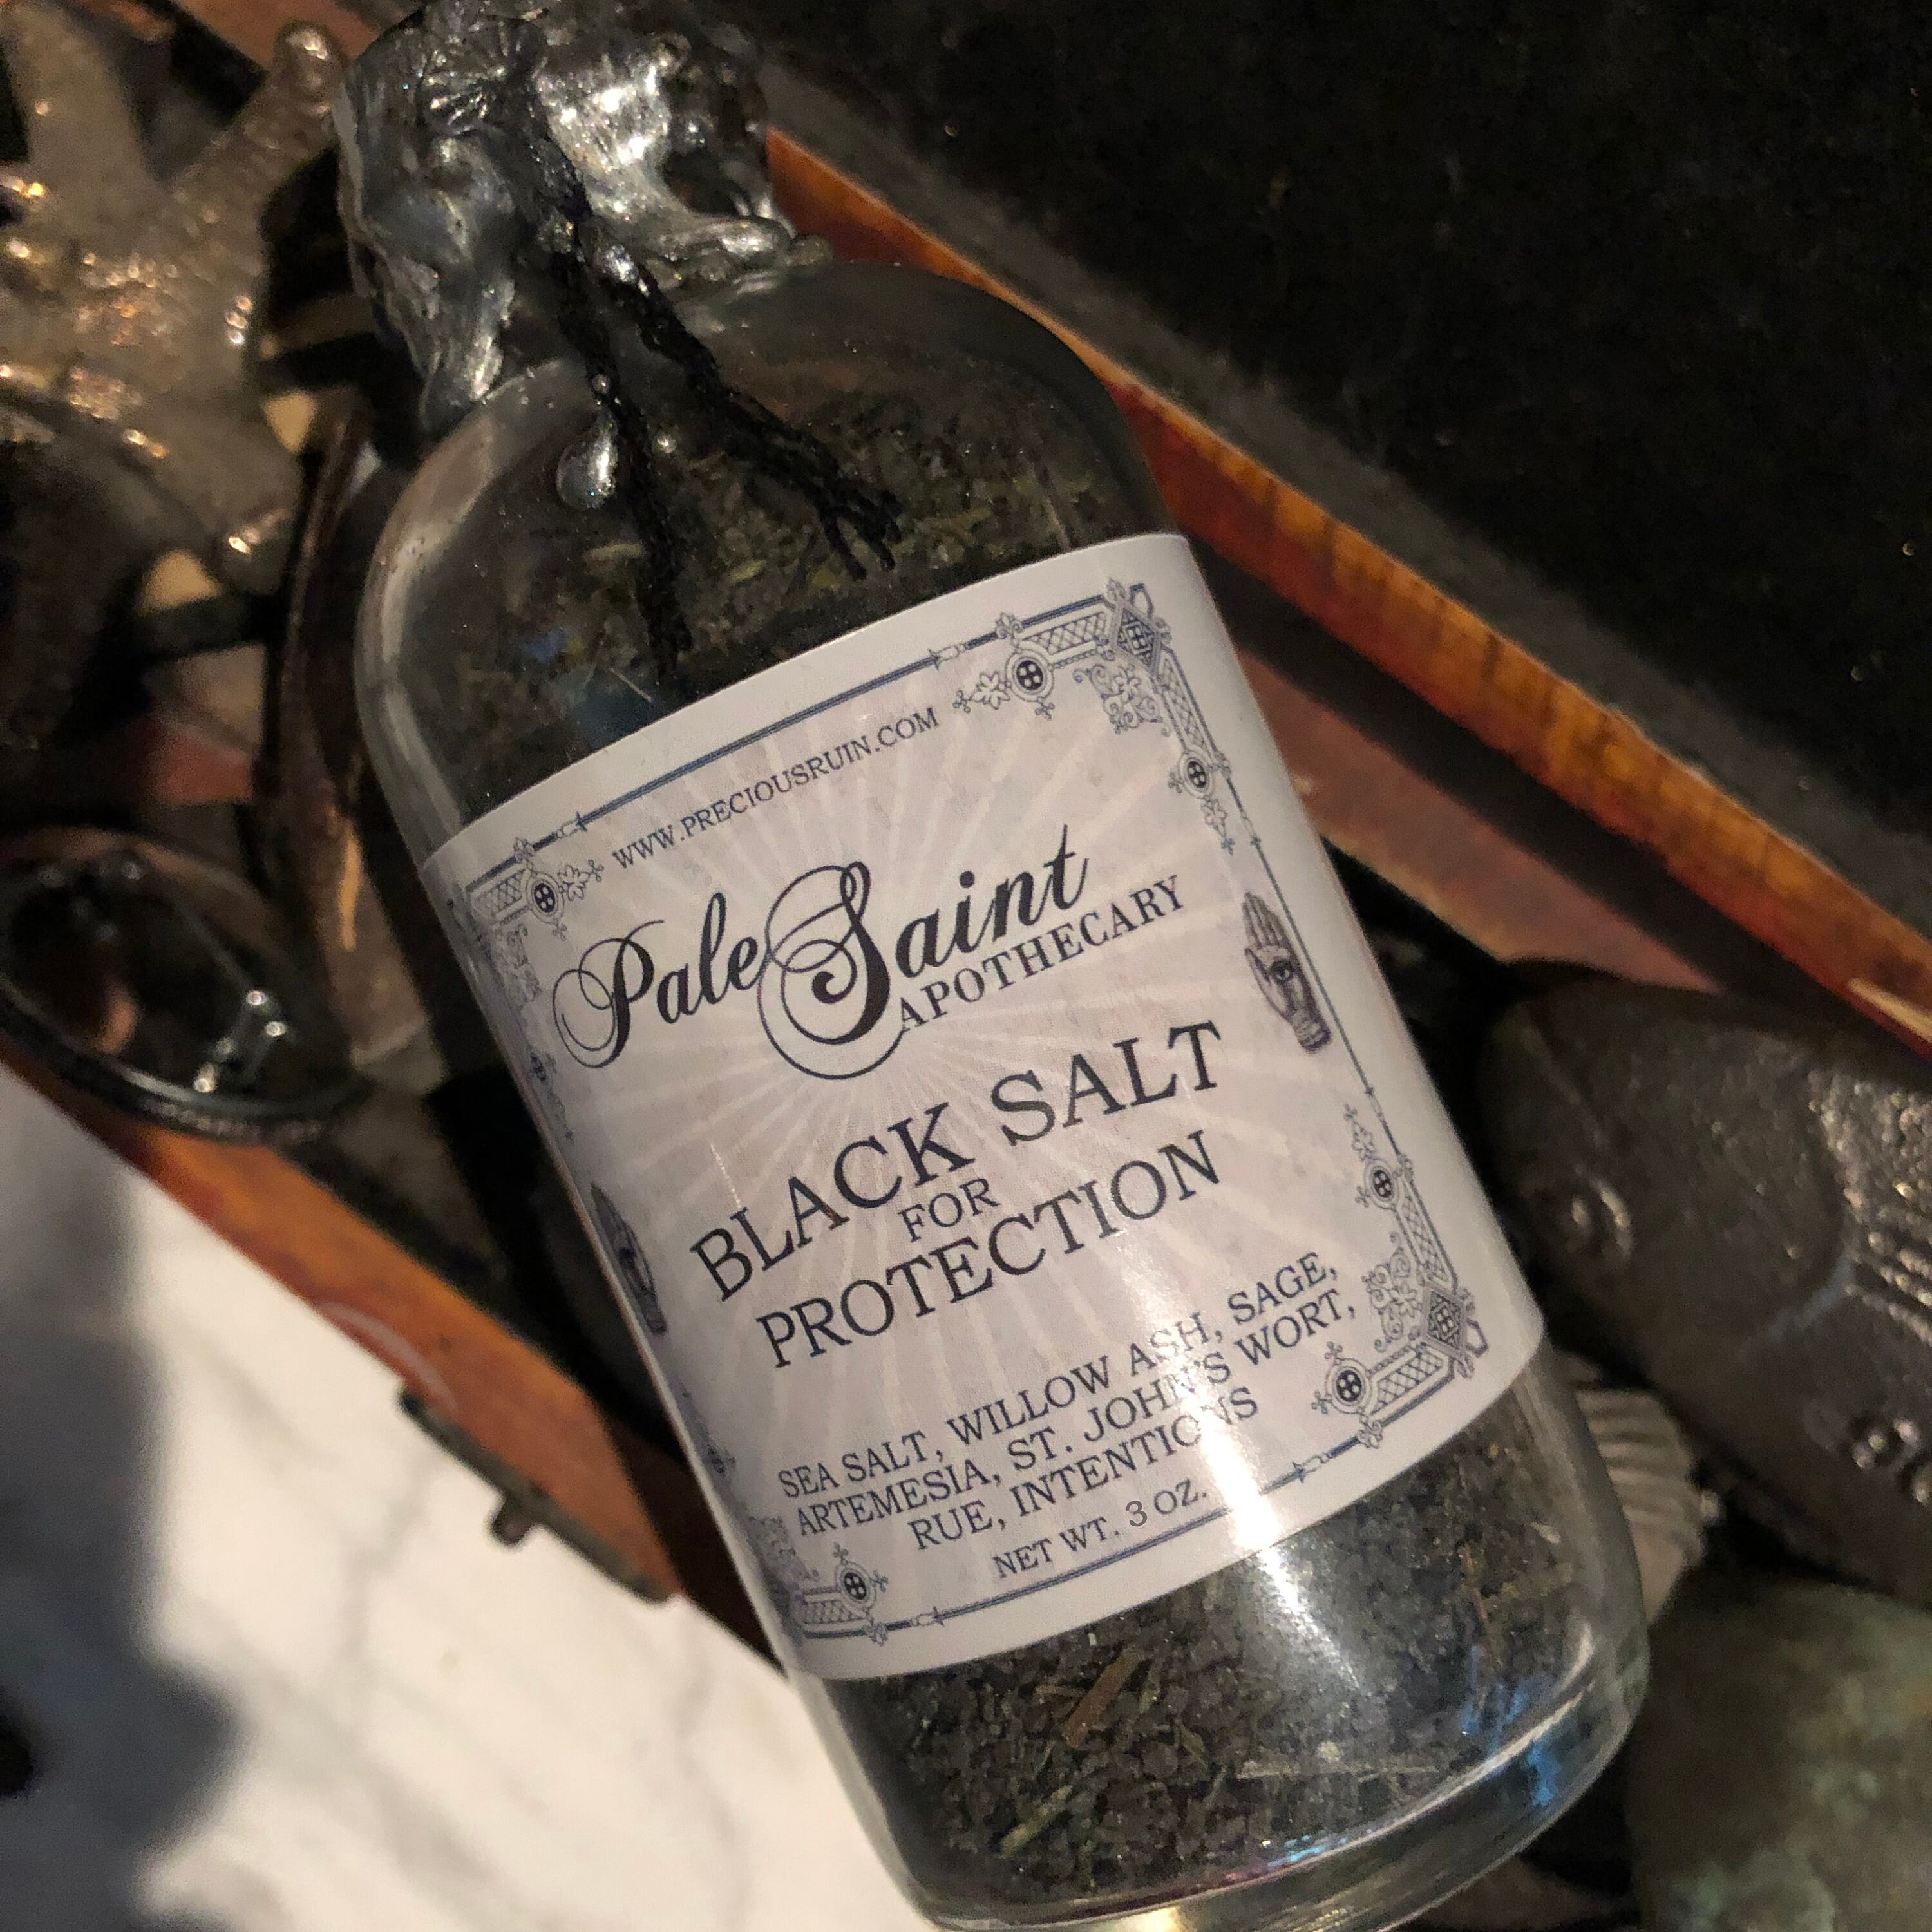 WWW.PRECIOUSRUIN.COM
Pale Saint
APOTHECARY
BLACK SALT
FOR
PROTECTION
SEA SALT, WILLOW ASH, SAGE,
ARTEMESIA, ST. JOHN'S WORT,
RUE, INTENTIONS
NET WT. 3 OZ.